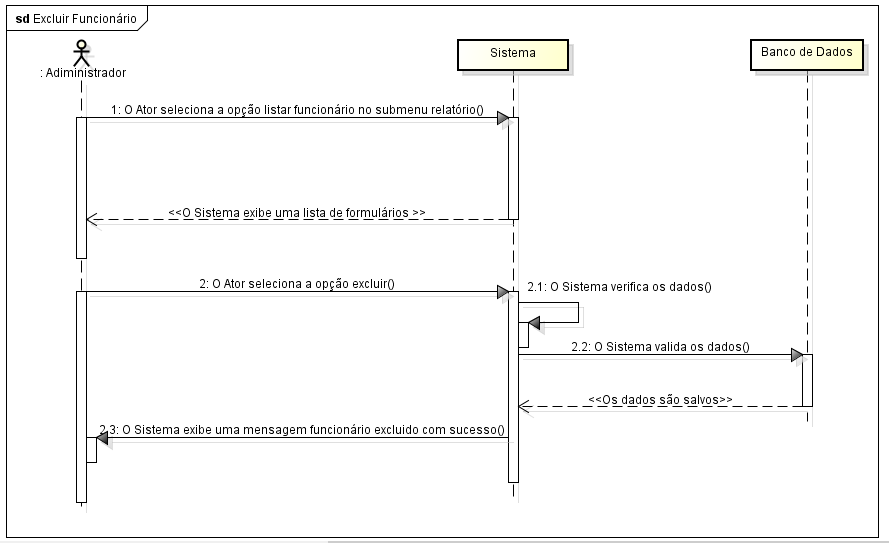 sd Excluir Funcionário
Sistema
Banco de Dados
: Adiministrador
1: O Ator seleciona a opção listar funcionário no submenu relatório()
<<O Sistema exibe uma lista de formulários >>
2: O Ator seleciona a opção excluir()
2.1: O Sistema verifica os dados()
2.2: O Sistema valida os dados()
<<Os dados são salvos>>
2.3: O Sistema exibe uma mensagem funcionário excluido com sucesso()